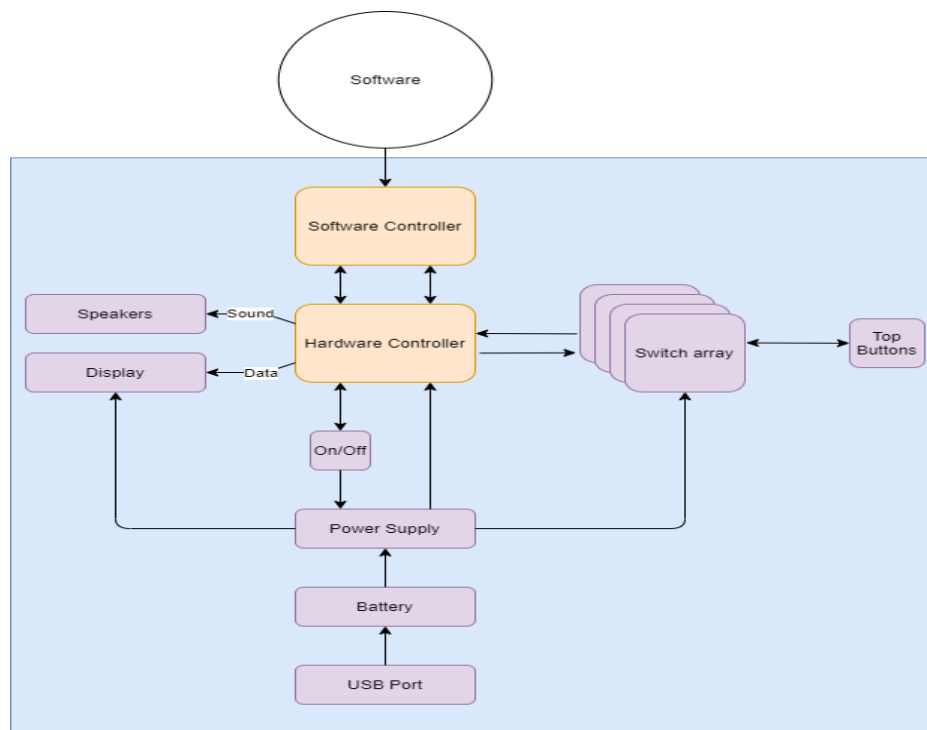 Software
Software Controller
Speakers
Sound
Hardware Controller
Switch array
Top
Buttons
Display
Data
On/Off
Power Supply
Battery
USB Port